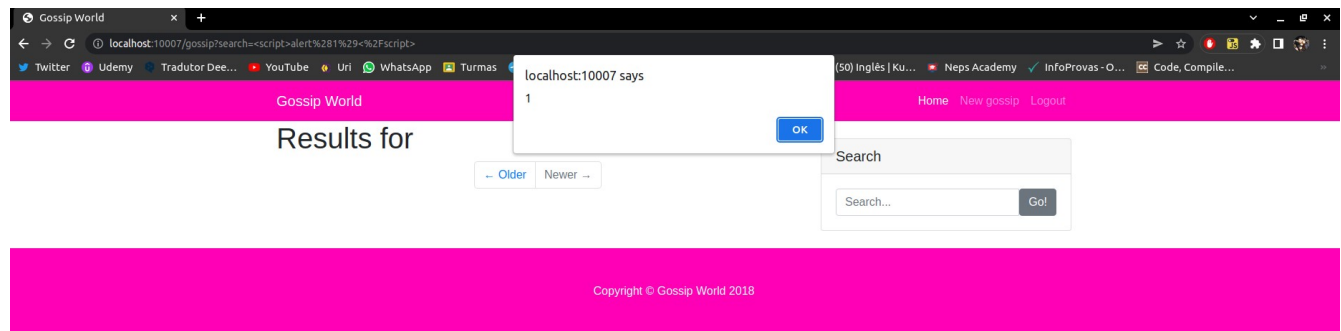 Gossip World
localhost:10007/gossip?search=<script>alert%281%29<%2Fscript>
Twitter Udemy Tradutor Dee... YouTube Uri WhatsApp Turmas (50) Inglês | Ku... Neps Academy InfoProvas - O... Code, Compile...
localhost:10007 says
1
OK
Gossip World Home New gossip Logout
Results for
← Older Newer →
Search
Search... Go!
Copyright © Gossip World 2018